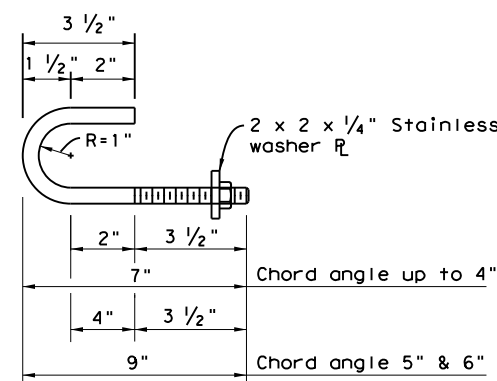 3 1/2"
1 1/2" 2"
R=1"
2 x 2 x 1/4" Stainless
washer PL
2" 3 1/2"
7" Chord angle up to 4"
4" 3 1/2"
9" Chord angle 5" & 6"